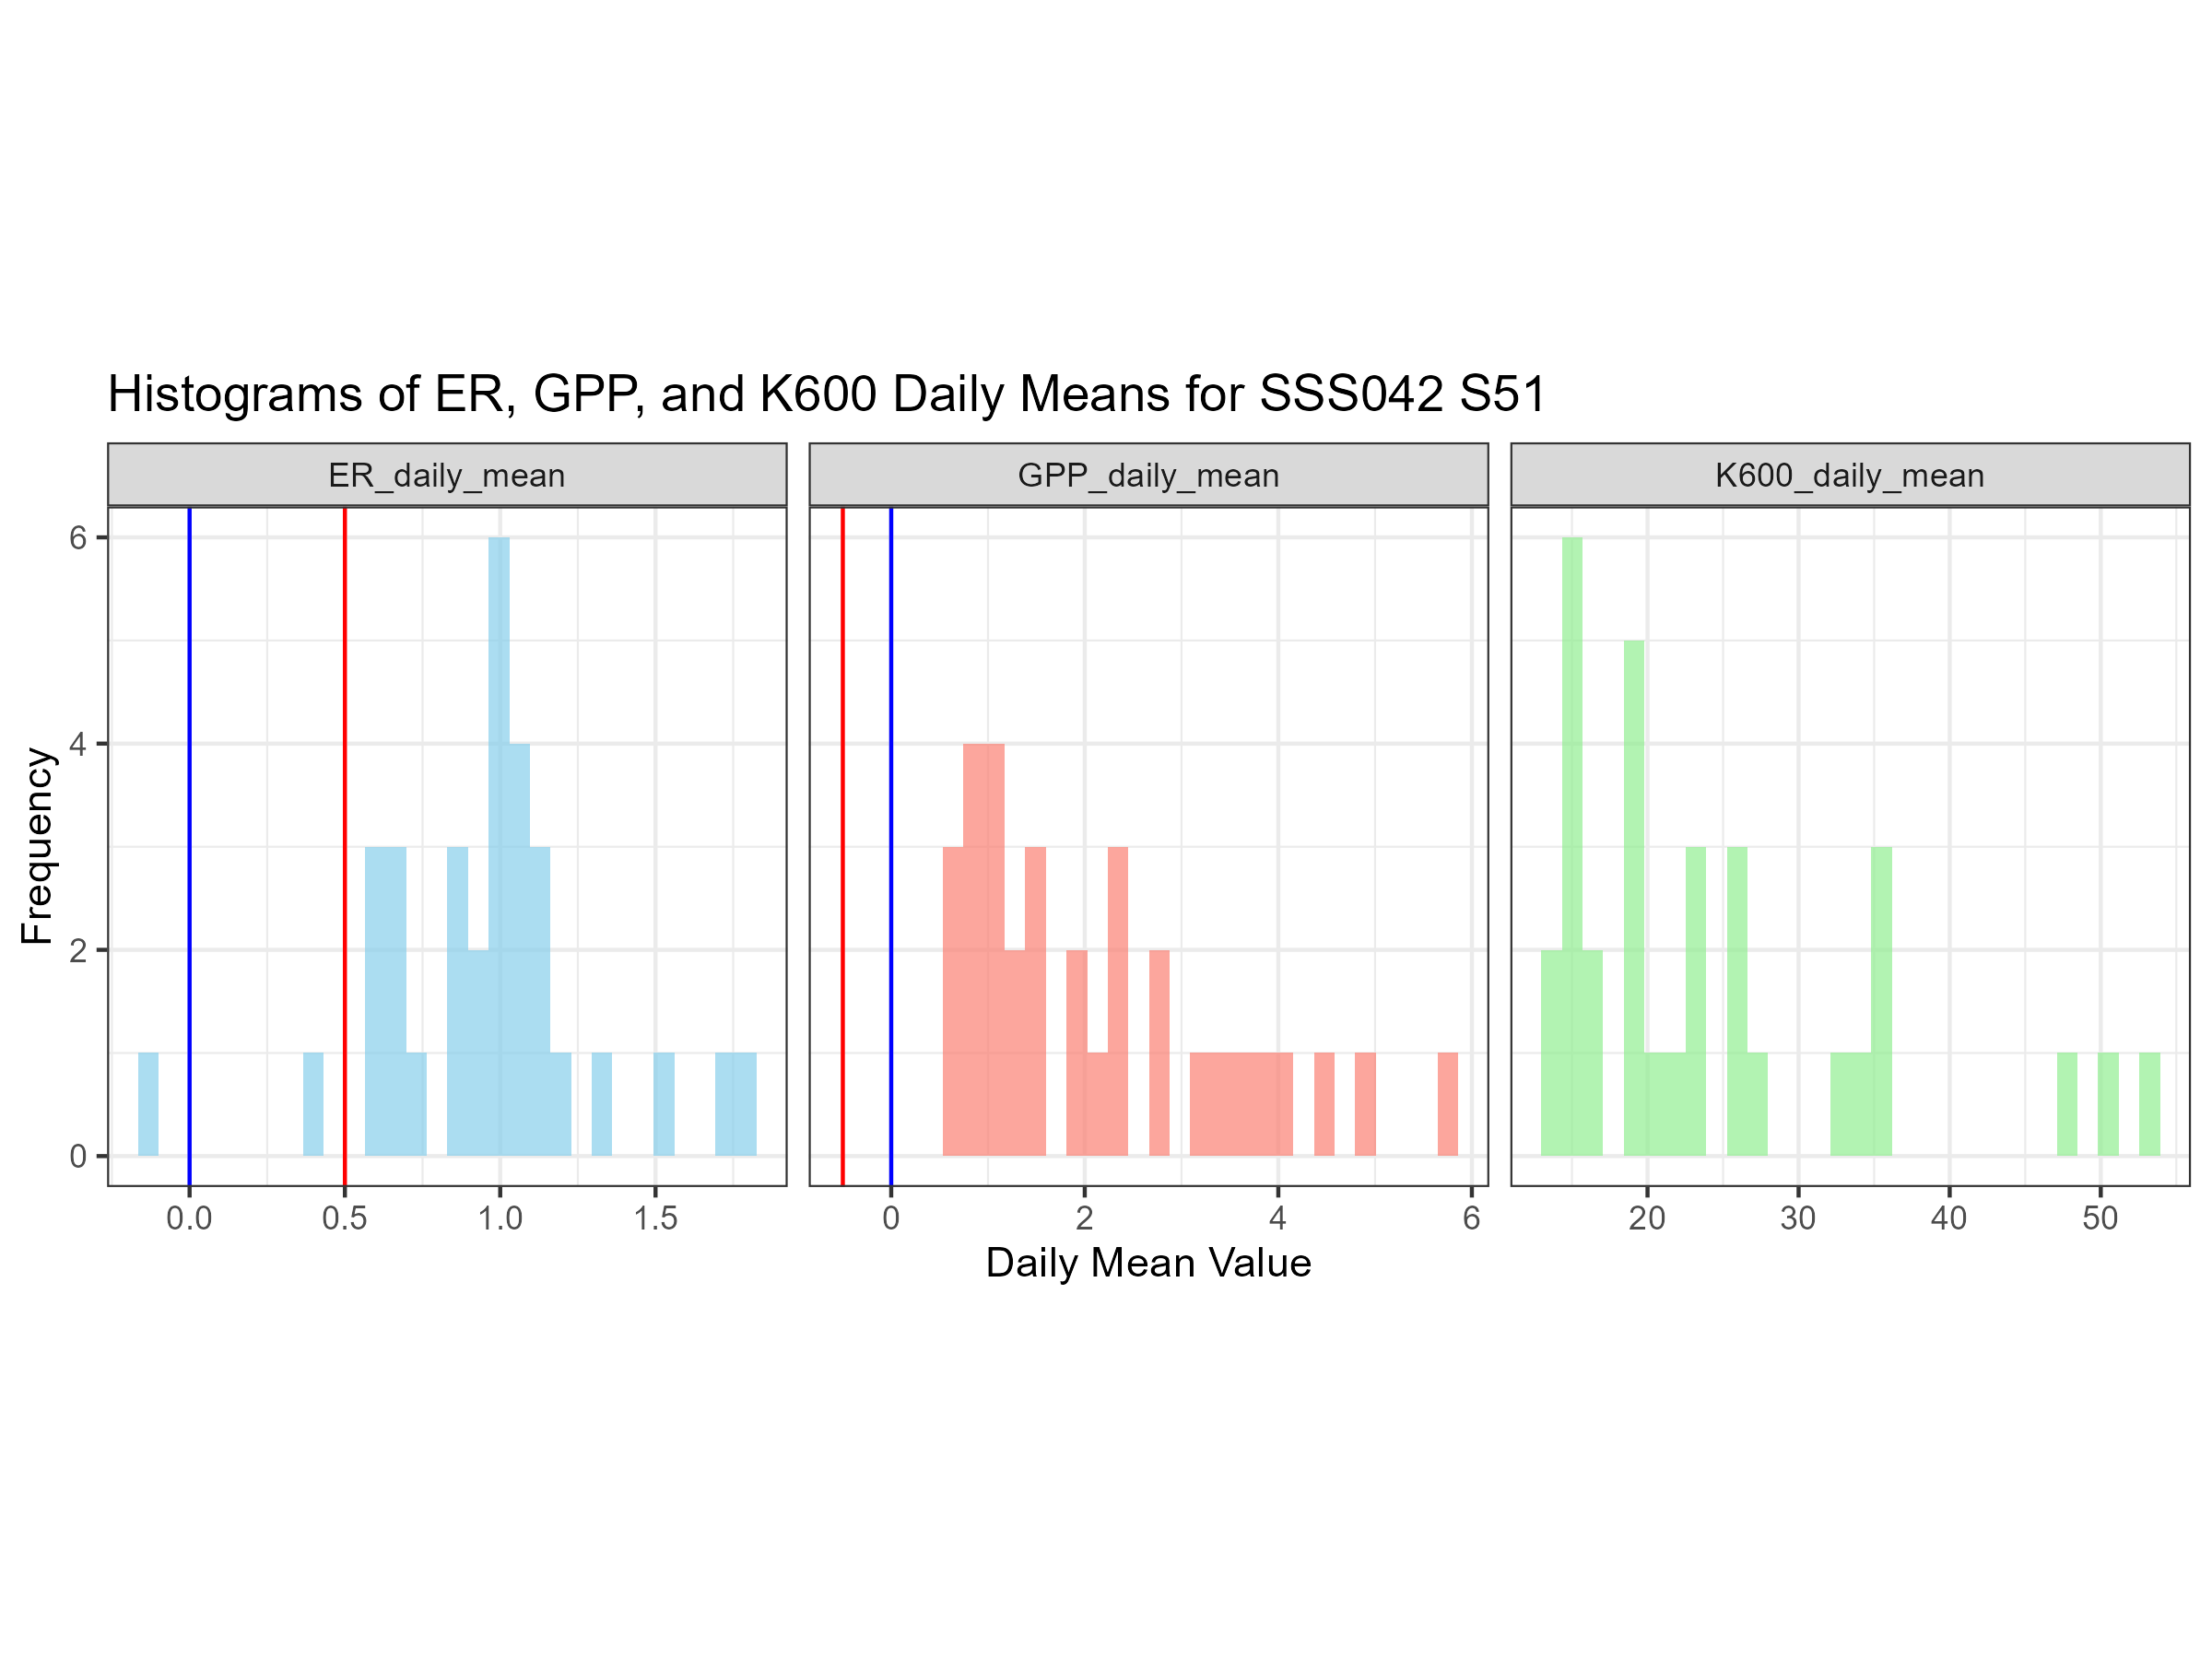 Histograms of ER, GPP, and K600 Daily Means for SSS042 S51
ER_daily_mean GPP_daily_mean K600_daily_mean
Frequency
6
4
2
0
0.0 0.5 1.0 1.5 0 2 4 6 20 30 40 50
Daily Mean Value